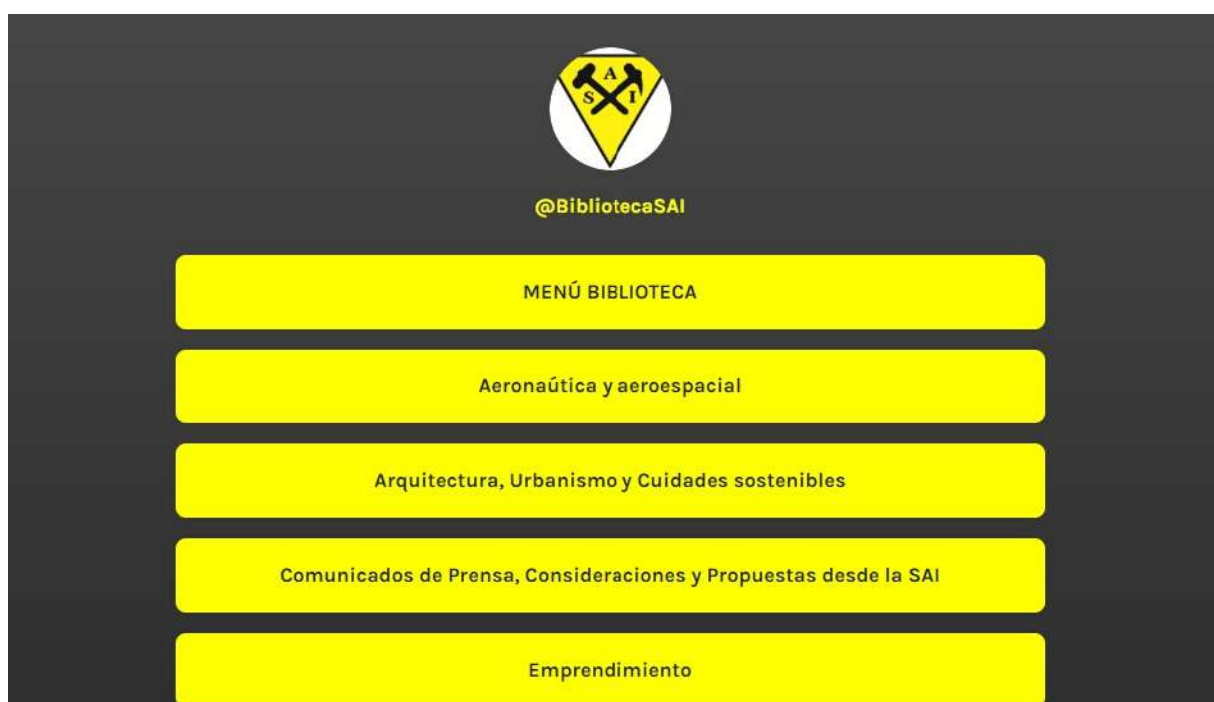 A
S I
@BibliotecaSAI
MENÚ BIBLIOTECA
Aeronaútica y aeroespacial
Arquitectura, Urbanismo y Cuidades sostenibles
Comunicados de Prensa, Consideraciones y Propuestas desde la SAI
Emprendimiento